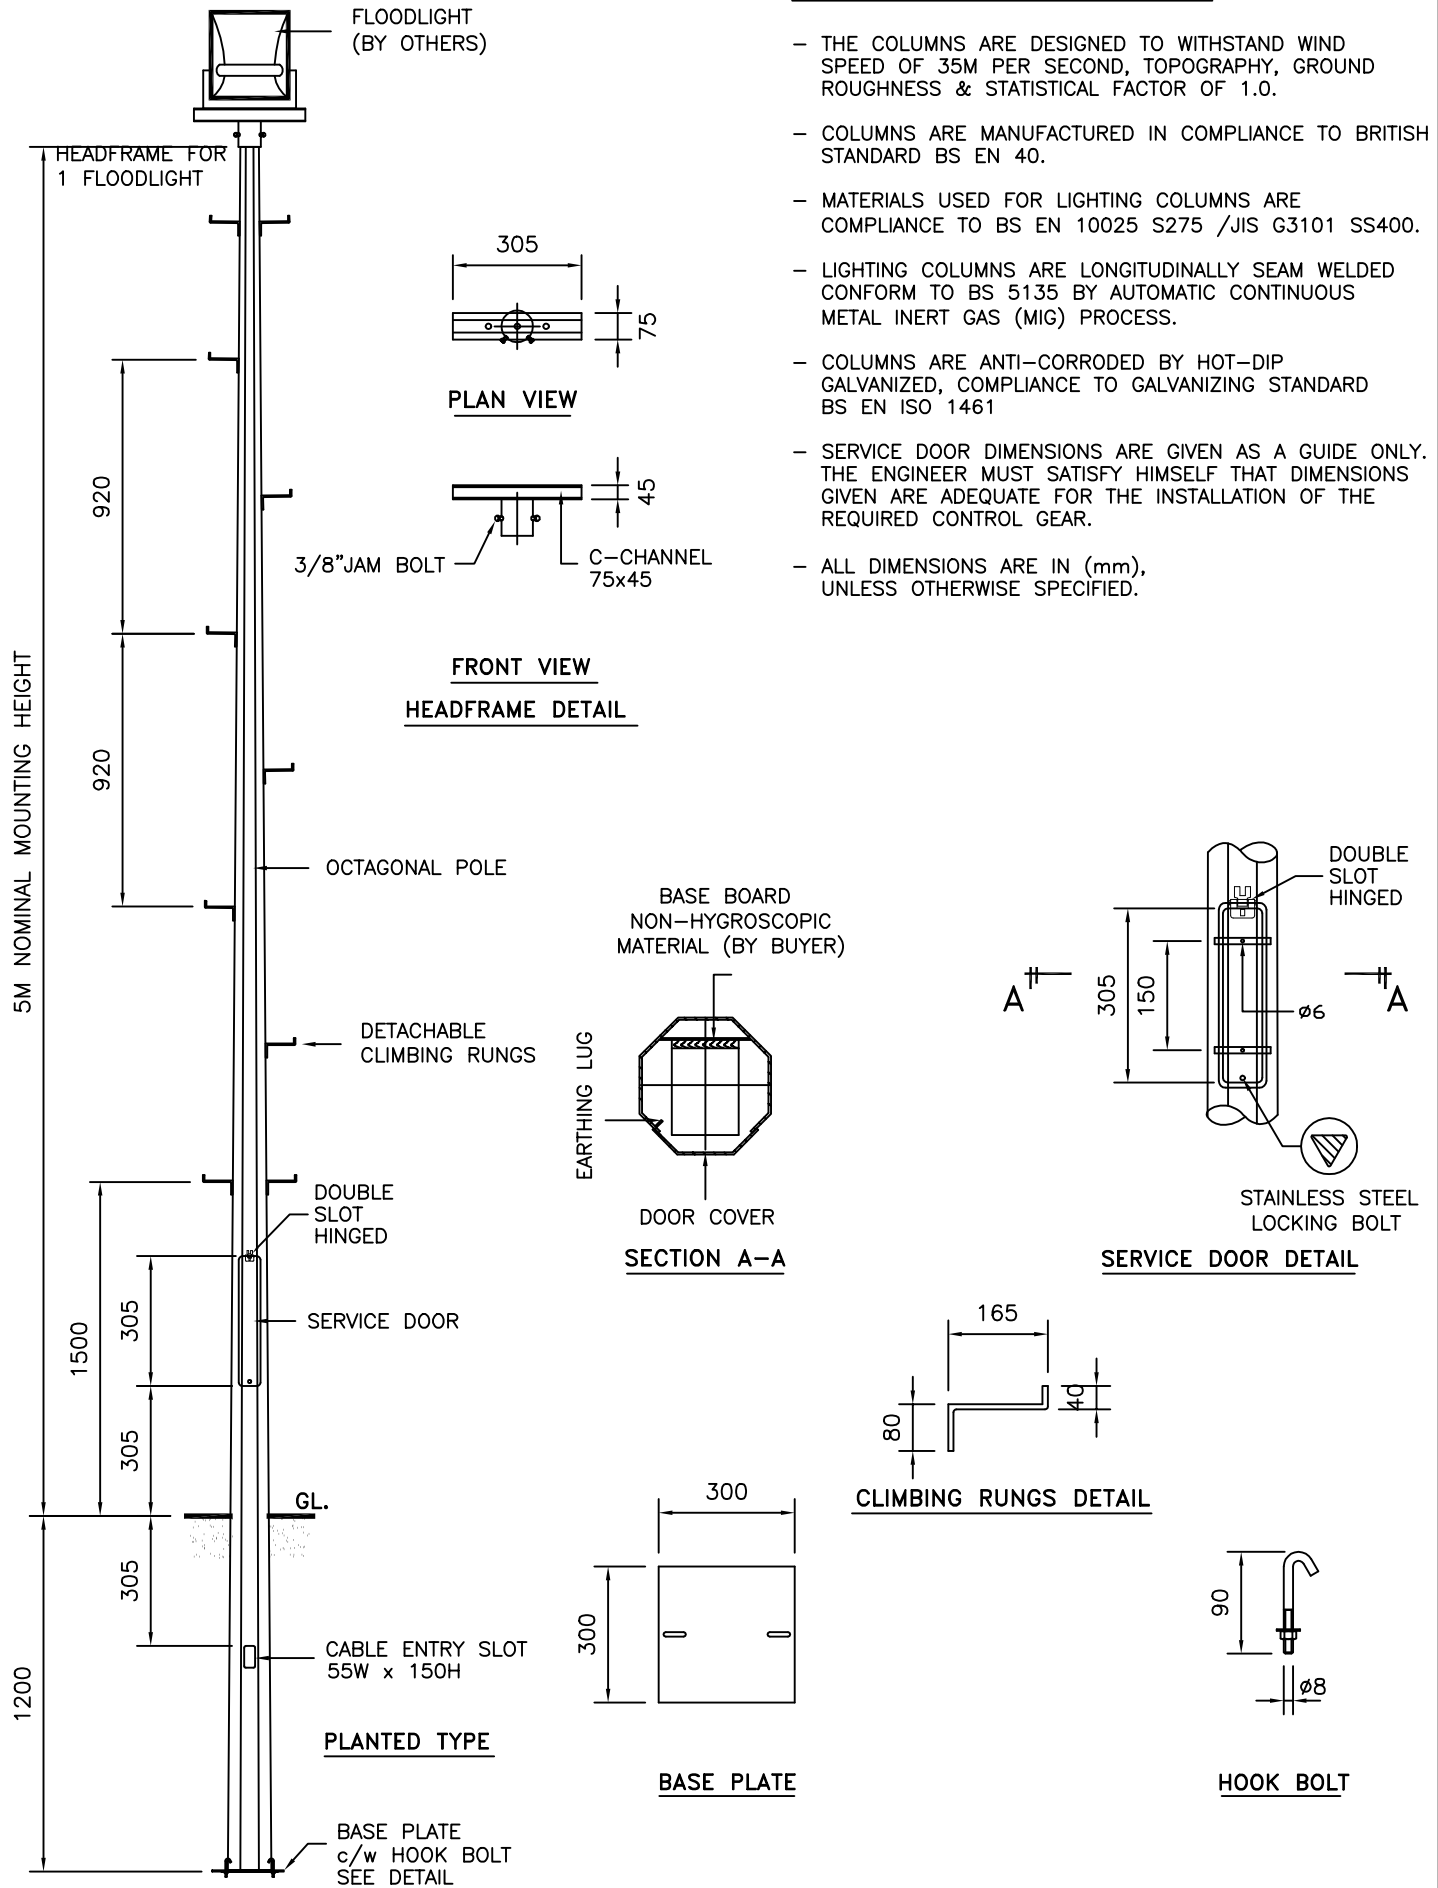 FLOODLIGHT
(BY OTHERS)
HEADFRAME FOR
1 FLOODLIGHT
5M NOMINAL MOUNTING HEIGHT
920
920
OCTAGONAL POLE
DETACHABLE
CLIMBING RUNGS
DOUBLE
SLOT
HINGED
1500
305
SERVICE DOOR
305
GL.
305
1200
CABLE ENTRY SLOT
55W x 150H
PLANTED TYPE
BASE PLATE
c/w HOOK BOLT
SEE DETAIL
305
75
PLAN VIEW
45
3/8"JAM BOLT
C-CHANNEL
75x45
FRONT VIEW
HEADFRAME DETAIL
- THE COLUMNS ARE DESIGNED TO WITHSTAND WIND
SPEED OF 35M PER SECOND, TOPOGRAPHY, GROUND
ROUGHNESS & STATISTICAL FACTOR OF 1.0.
- COLUMNS ARE MANUFACTURED IN COMPLIANCE TO BRITISH
STANDARD BS EN 40.
- MATERIALS USED FOR LIGHTING COLUMNS ARE
COMPLIANCE TO BS EN 10025 S275 /JIS G3101 SS400.
- LIGHTING COLUMNS ARE LONGITUDINALLY SEAM WELDED
CONFORM TO BS 5135 BY AUTOMATIC CONTINUOUS
METAL INERT GAS (MIG) PROCESS.
- COLUMNS ARE ANTI-CORRODED BY HOT-DIP
GALVANIZED, COMPLIANCE TO GALVANIZING STANDARD
BS EN ISO 1461
- SERVICE DOOR DIMENSIONS ARE GIVEN AS A GUIDE ONLY.
THE ENGINEER MUST SATISFY HIMSELF THAT DIMENSIONS
GIVEN ARE ADEQUATE FOR THE INSTALLATION OF THE
REQUIRED CONTROL GEAR.
- ALL DIMENSIONS ARE IN (mm),
UNLESS OTHERWISE SPECIFIED.
BASE BOARD
NON-HYGROSCOPIC
MATERIAL (BY BUYER)
EARTHING LUG
DOOR COVER
SECTION A-A
DOUBLE
SLOT
HINGED
A
A
305
150
ø6
STAINLESS STEEL
LOCKING BOLT
SERVICE DOOR DETAIL
165
80
40
CLIMBING RUNGS DETAIL
300
300
BASE PLATE
90
ø8
HOOK BOLT